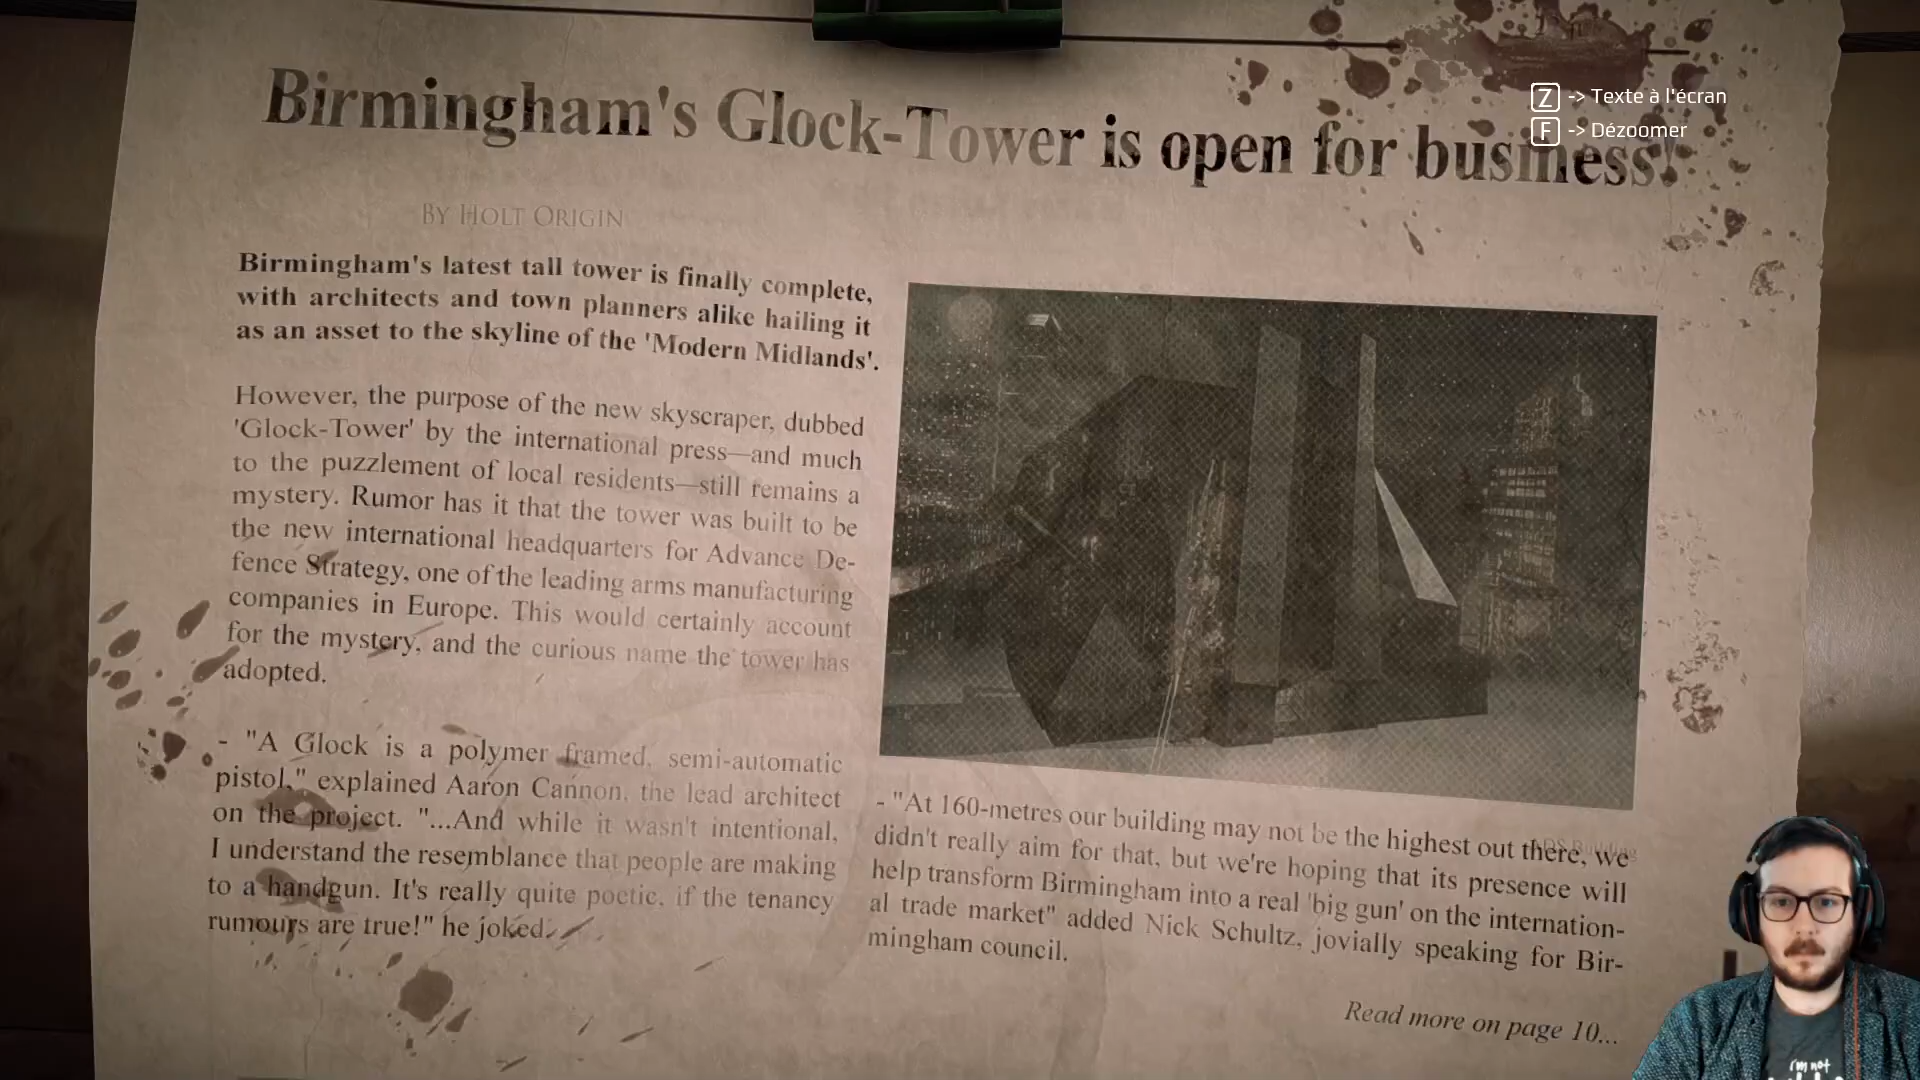 Birmingham's Glock-Tower is open for business!
Z -> Texte à l'écran
F -> Dézoomer
BY HOLT ORIGIN
Birmingham's latest tall tower is finally complete,
with architects and town planners alike hailing it
as an asset to the skyline of the 'Modern Midlands'.
However, the purpose of the new skyscraper, dubbed
'Glock-Tower' by the international press—and much
to the puzzlement of local residents—still remains a
mystery. Rumor has it that the tower was built to be
the new international headquarters for Advance De-
fence Strategy, one of the leading arms manufacturing
companies in Europe. This would certainly account
for the mystery, and the curious name the tower has
adopted.
- "A Glock is a polymer framed, semi-automatic
pistol," explained Aaron Cannon, the lead architect
on the project. "...And while it wasn't intentional,
I understand the resemblance that people are making
to a handgun. It's really quite poetic, if the tenancy
rumours are true!" he joked.
ADS Building
- "At 160-metres our building may not be the highest out there, we
didn't really aim for that, but we're hoping that its presence will
help transform Birmingham into a real 'big gun' on the internation-
al trade market" added Nick Schultz, jovially speaking for Bir-
mingham council.
Read more on page 10...
i'm not